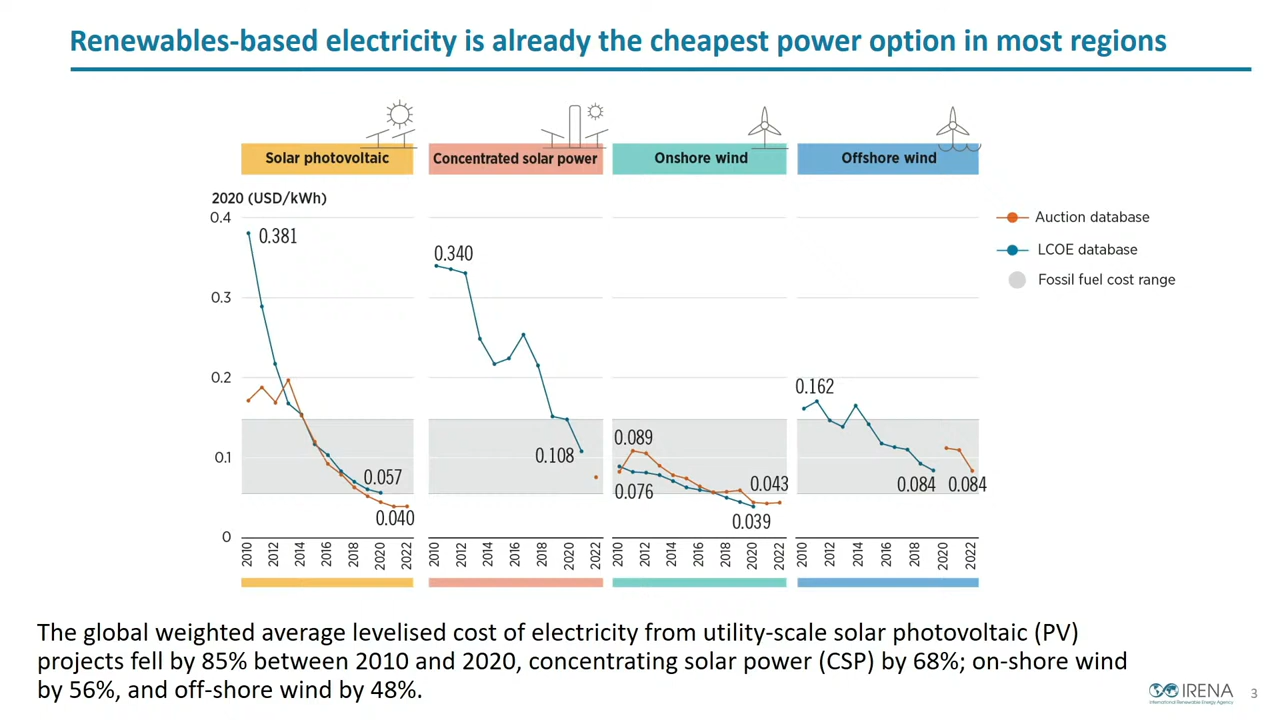 Renewables-based electricity is already the cheapest power option in most regions
Solar photovoltaic
Concentrated solar power
Onshore wind
Offshore wind
2020 (USD/kWh)
0.4
0.3
0.2
0.1
0
0.381
0.057
0.040
0.340
0.108
0.089
0.076
0.043
0.039
0.162
0.084
0.084
2010 2012 2014 2016 2018 2020 2022
2010 2012 2014 2016 2018 2020 2022
2010 2012 2014 2016 2018 2020 2022
2010 2012 2014 2016 2018 2020 2022
Auction database
LCOE database
Fossil fuel cost range
The global weighted average levelised cost of electricity from utility-scale solar photovoltaic (PV)
projects fell by 85% between 2010 and 2020, concentrating solar power (CSP) by 68%; on-shore wind
by 56%, and off-shore wind by 48%.
IRENA
International Renewable Energy Agency
3